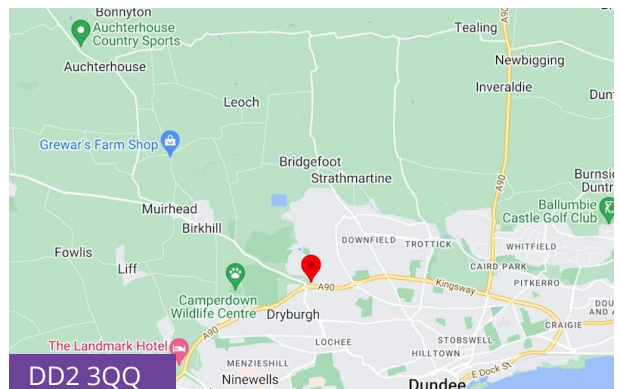 Bonnyton
Auchterhouse
Country Sports
Auchterhouse
Tealing
A90
Newbigging
Inveraldie
Leoch
Grewar's Farm Shop
Bridgefoot
Strathmartine
A90
Ballumbie
Castle Golf Club
Muirhead
Birkhill
DOWNFIELD
TROTTICK
WHITFIELD
Fowlis
Liff
CAIRD PARK
PITKERRO
Camperdown
Wildlife Centre
A90
Kingsway
Dryburgh
CRAIGIE
A90
LOCHEE
STOBSWELL
The Landmark Hotel
HILLTOWN
MENZIESHILL
E Dock St
Ninewells
Dundee
DD2 3QQ